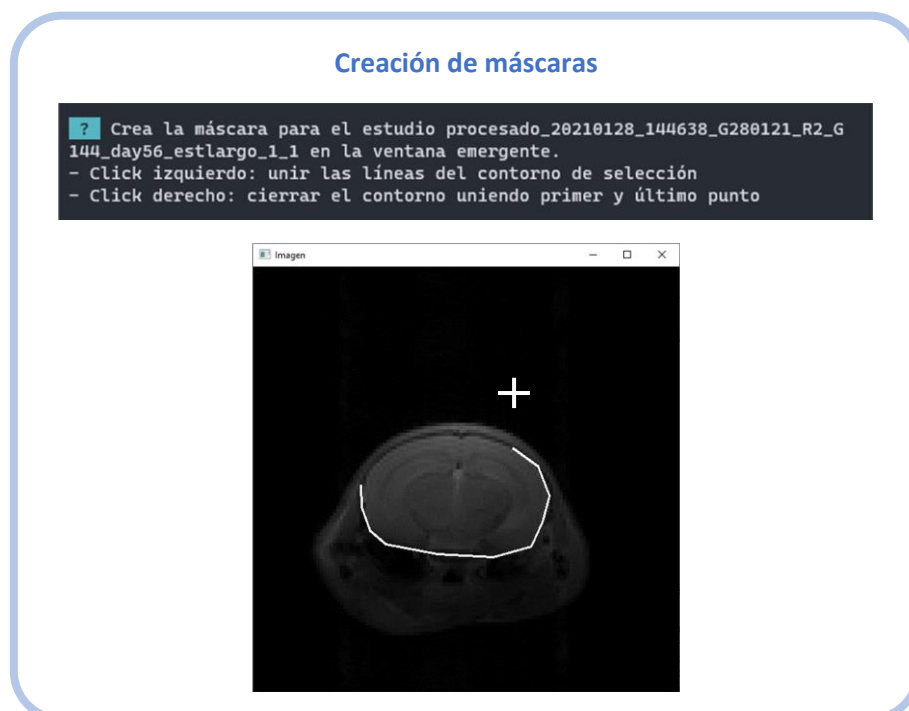 Creación de máscaras
? Crea la máscara para el estudio procesado_20210128_144638_G280121_R2_G
144_day56_estlargo_1_1 en la ventana emergente.
- Click izquierdo: unir las líneas del contorno de selección
- Click derecho: cierrar el contorno uniendo primer y último punto
Imagen